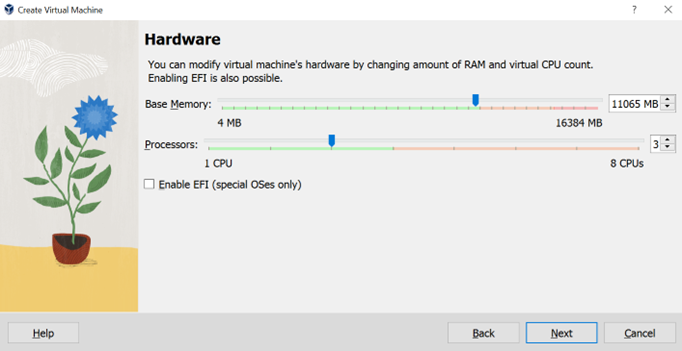 Create Virtual Machine
Hardware
You can modify virtual machine's hardware by changing amount of RAM and virtual CPU count.
Enabling EFI is also possible.
Base Memory: 11065 MB
4 MB 16384 MB
Processors: 3
1 CPU 8 CPUs
Enable EFI (special OSes only)
Help Back Next Cancel